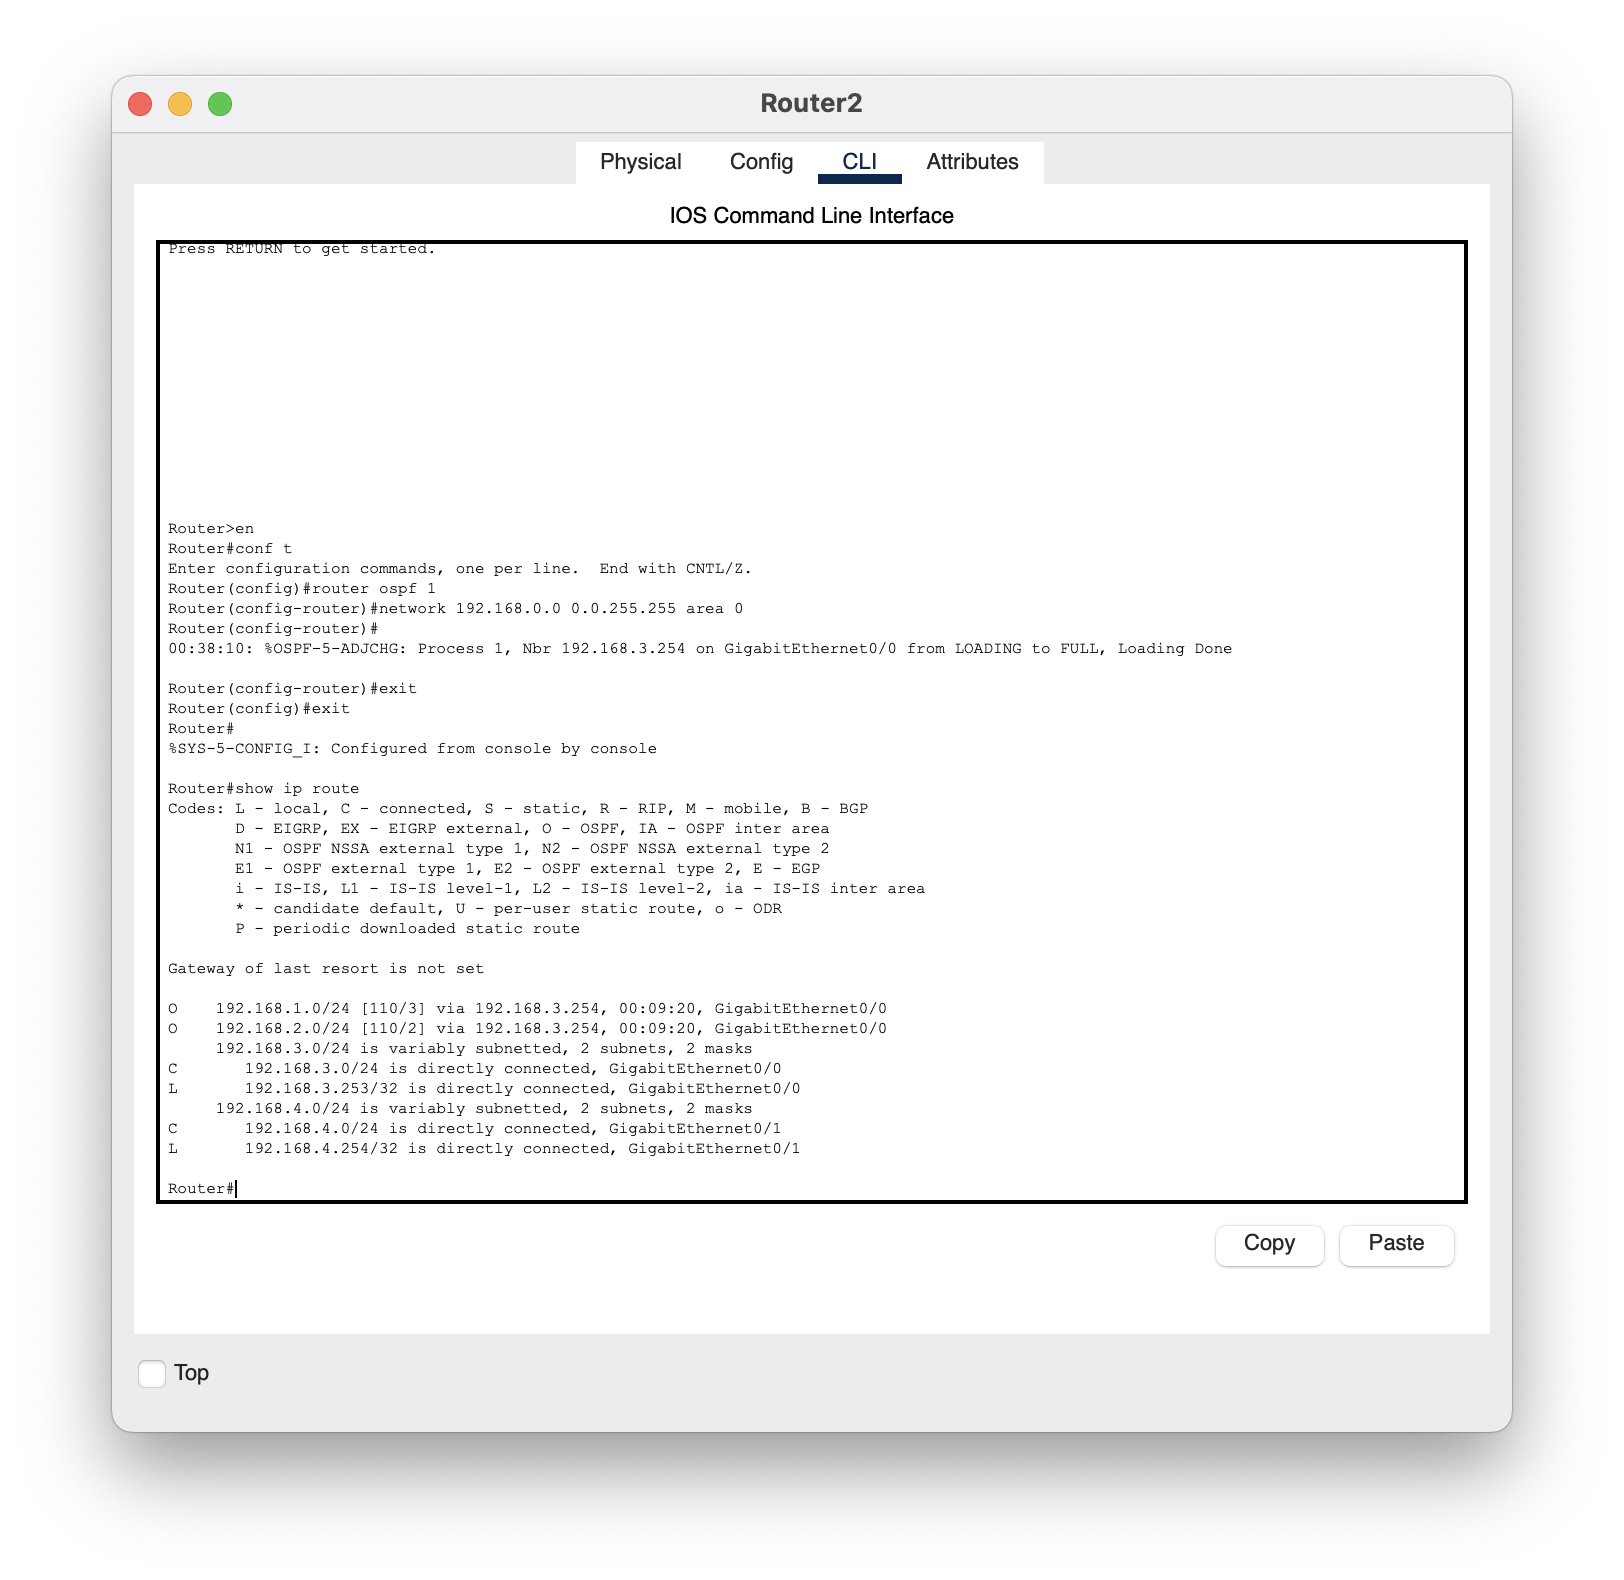 Router2
Physical Config CLI Attributes
IOS Command Line Interface
Press RETURN to get started.
Router>en
Router#conf t
Enter configuration commands, one per line.  End with CNTL/Z.
Router(config)#router ospf 1
Router(config-router)#network 192.168.0.0 0.0.255.255 area 0
Router(config-router)#
00:38:10: %OSPF-5-ADJCHG: Process 1, Nbr 192.168.3.254 on GigabitEthernet0/0 from LOADING to FULL, Loading Done
Router(config-router)#exit
Router(config)#exit
Router#
%SYS-5-CONFIG_I: Configured from console by console
Router#show ip route
Codes: L - local, C - connected, S - static, R - RIP, M - mobile, B - BGP
       D - EIGRP, EX - EIGRP external, O - OSPF, IA - OSPF inter area
       N1 - OSPF NSSA external type 1, N2 - OSPF NSSA external type 2
       E1 - OSPF external type 1, E2 - OSPF external type 2, E - EGP
       i - IS-IS, L1 - IS-IS level-1, L2 - IS-IS level-2, ia - IS-IS inter area
       * - candidate default, U - per-user static route, o - ODR
       P - periodic downloaded static route
Gateway of last resort is not set
O    192.168.1.0/24 [110/3] via 192.168.3.254, 00:09:20, GigabitEthernet0/0
O    192.168.2.0/24 [110/2] via 192.168.3.254, 00:09:20, GigabitEthernet0/0
     192.168.3.0/24 is variably subnetted, 2 subnets, 2 masks
C       192.168.3.0/24 is directly connected, GigabitEthernet0/0
L       192.168.3.253/32 is directly connected, GigabitEthernet0/0
     192.168.4.0/24 is variably subnetted, 2 subnets, 2 masks
C       192.168.4.0/24 is directly connected, GigabitEthernet0/1
L       192.168.4.254/32 is directly connected, GigabitEthernet0/1
Router#
Copy Paste
Top